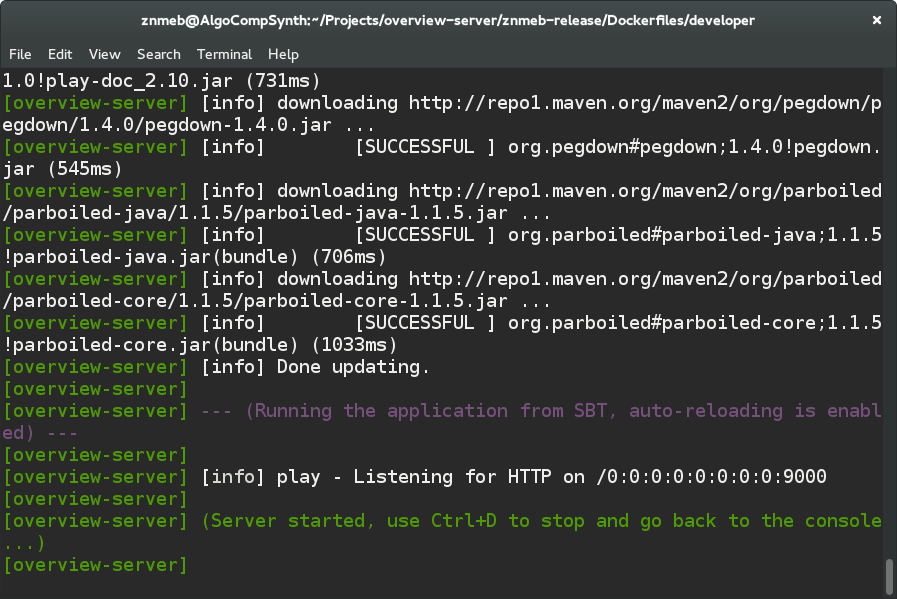 znmeb@AlgoCompSynth:~/Projects/overview-server/znmeb-release/Dockerfiles/developer ×
File Edit View Search Terminal Help
1.0!play-doc_2.10.jar (731ms)
[overview-server] [info] downloading http://repo1.maven.org/maven2/org/pegdown/p
egdown/1.4.0/pegdown-1.4.0.jar ...
[overview-server] [info]        [SUCCESSFUL ] org.pegdown#pegdown;1.4.0!pegdown.
jar (545ms)
[overview-server] [info] downloading http://repo1.maven.org/maven2/org/parboiled
/parboiled-java/1.1.5/parboiled-java-1.1.5.jar ...
[overview-server] [info]        [SUCCESSFUL ] org.parboiled#parboiled-java;1.1.5
!parboiled-java.jar(bundle) (706ms)
[overview-server] [info] downloading http://repo1.maven.org/maven2/org/parboiled
/parboiled-core/1.1.5/parboiled-core-1.1.5.jar ...
[overview-server] [info]        [SUCCESSFUL ] org.parboiled#parboiled-core;1.1.5
!parboiled-core.jar(bundle) (1033ms)
[overview-server] [info] Done updating.
[overview-server]
[overview-server] --- (Running the application from SBT, auto-reloading is enabl
ed) ---
[overview-server]
[overview-server] [info] play - Listening for HTTP on /0:0:0:0:0:0:0:0:9000
[overview-server]
[overview-server] (Server started, use Ctrl+D to stop and go back to the console
...)
[overview-server]